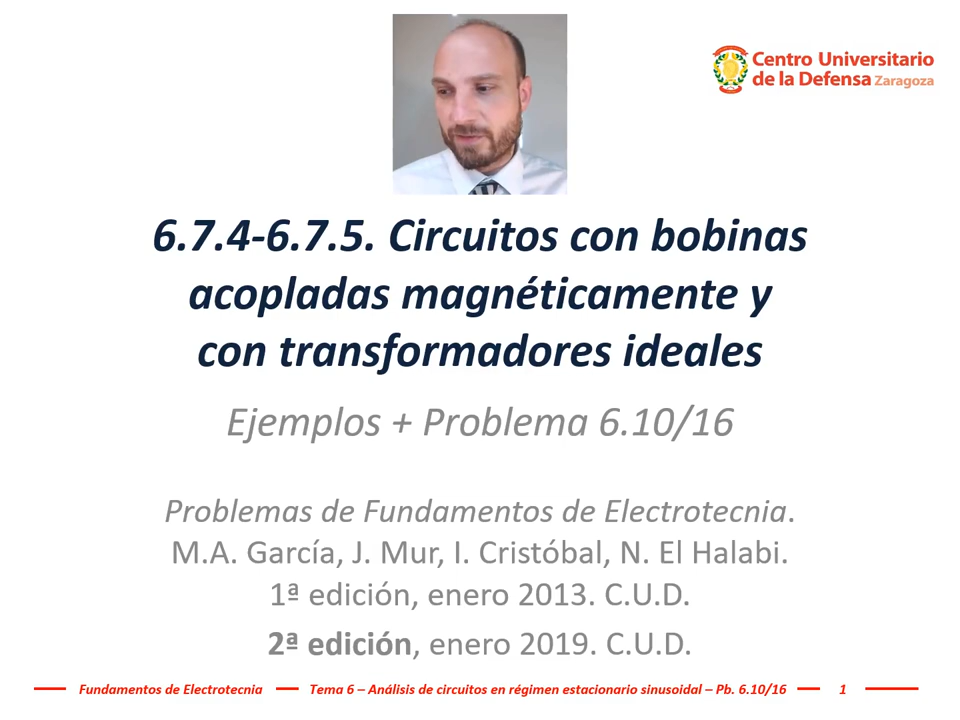 Centro Universitario
de la Defensa Zaragoza
6.7.4-6.7.5. Circuitos con bobinas
acopladas magnéticamente y
con transformadores ideales
Ejemplos + Problema 6.10/16
Problemas de Fundamentos de Electrotecnia.
M.A. García, J. Mur, I. Cristóbal, N. El Halabi.
1ª edición, enero 2013. C.U.D.
2ª edición, enero 2019. C.U.D.
Fundamentos de Electrotecnia Tema 6 – Análisis de circuitos en régimen estacionario sinusoidal – Pb. 6.10/16 1